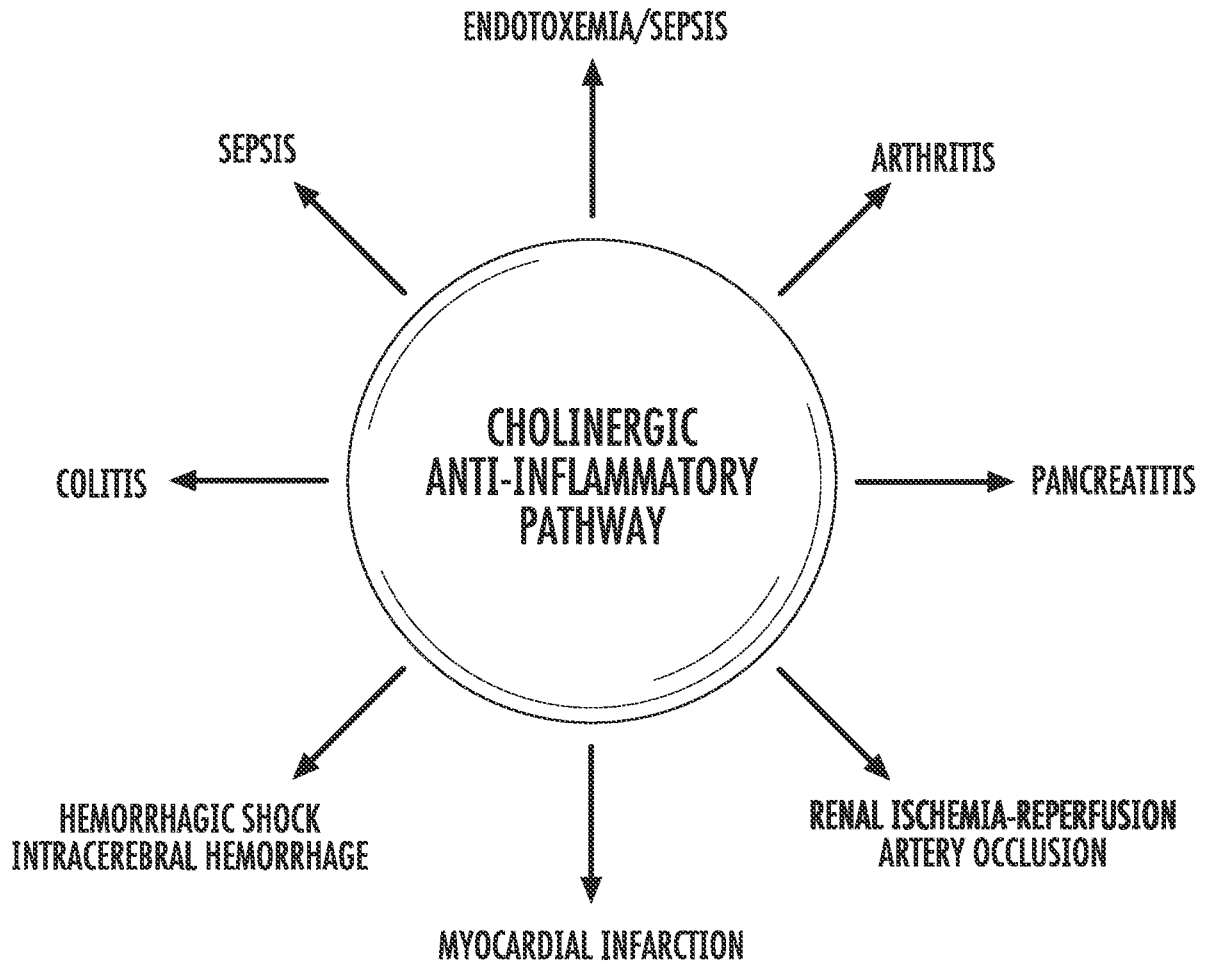 ENDOTOXEMIA/SEPSIS
SEPSIS
ARTHRITIS
CHOLINERGIC
ANTI-INFLAMMATORY
PATHWAY
COLITIS
PANCREATITIS
HEMORRHAGIC SHOCK
INTRACEREBRAL HEMORRHAGE
RENAL ISCHEMIA-REPERFUSION
ARTERY OCCLUSION
MYOCARDIAL INFARCTION